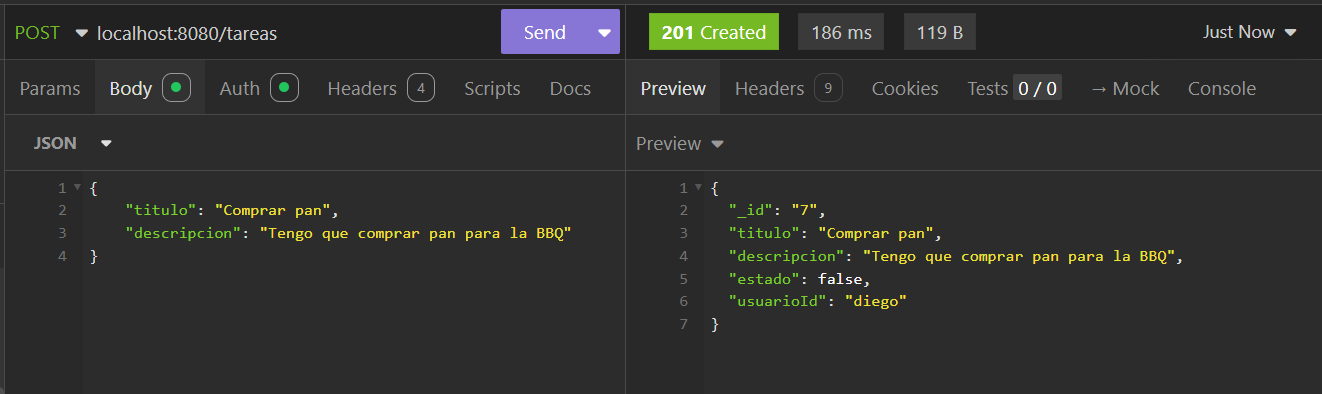 POST localhost:8080/tareas Send 201 Created 186 ms 119 B Just Now
Params Body Auth Headers 4 Scripts Docs Preview Headers 9 Cookies Tests 0 / 0 → Mock Console
JSON Preview
1 {
2 "titulo": "Comprar pan",
3 "descripcion": "Tengo que comprar pan para la BBQ"
4 }
1 {
2 "_id": "7",
3 "titulo": "Comprar pan",
4 "descripcion": "Tengo que comprar pan para la BBQ",
5 "estado": false,
6 "usuarioId": "diego"
7 }